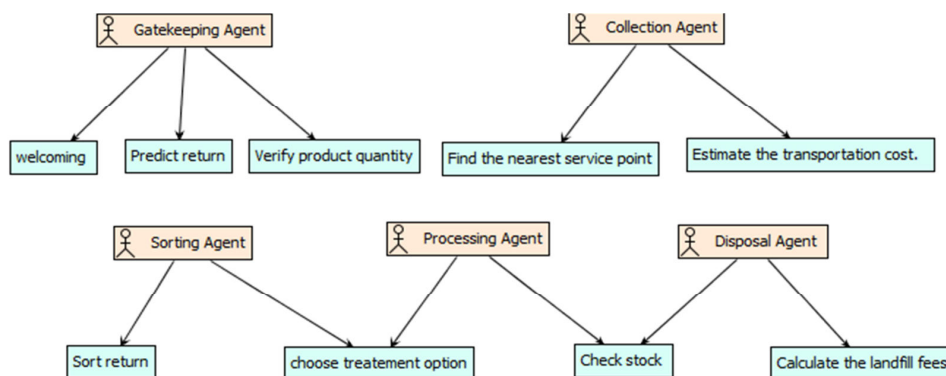 Gatekeeping Agent
Collection Agent
welcoming
Predict return
Verify product quantity
Find the nearest service point
Estimate the transportation cost.
Sorting Agent
Processing Agent
Disposal Agent
Sort return
choose treatement option
Check stock
Calculate the landfill fees